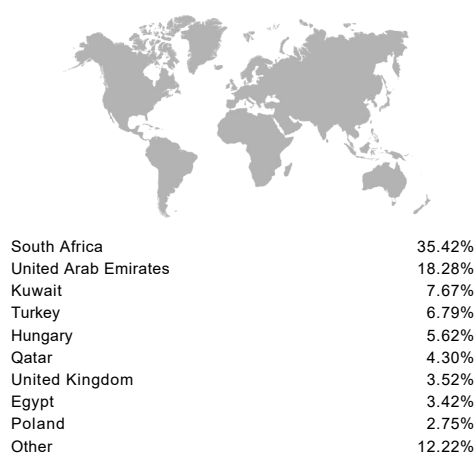 South Africa 35.42%
United Arab Emirates 18.28%
Kuwait 7.67%
Turkey 6.79%
Hungary 5.62%
Qatar 4.30%
United Kingdom 3.52%
Egypt 3.42%
Poland 2.75%
Other 12.22%